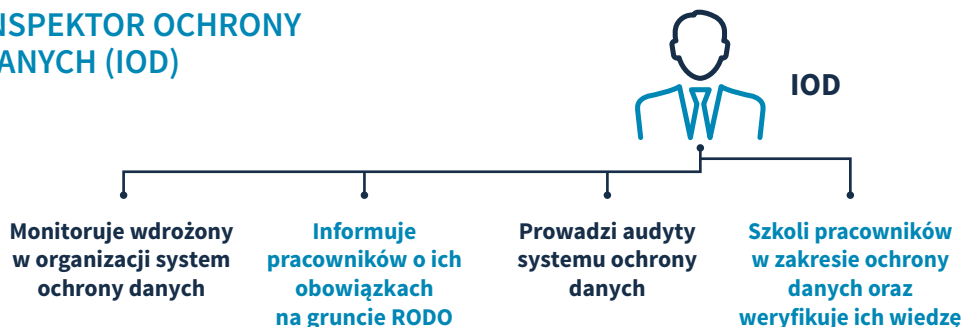 NSPEKTOR OCHRONY
ANYCH (IOD)
IOD
Monitoruje wdrożony
w organizacji system
ochrony danych
Informuje
pracowników o ich
obowiązkach
na gruncie RODO
Prowadzi audyty
systemu ochrony
danych
Szkoli pracowników
w zakresie ochrony
danych oraz
weryfikuje ich wiedzę